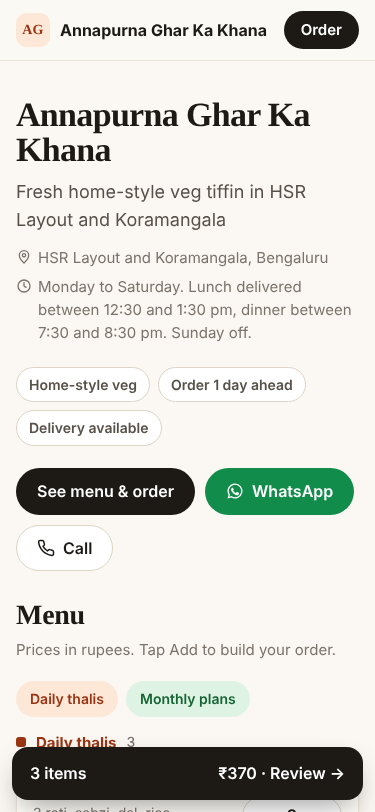 AG Annapurna Ghar Ka Khana Order
Annapurna Ghar Ka
Khana
Fresh home-style veg tiffin in HSR
Layout and Koramangala
HSR Layout and Koramangala, Bengaluru
Monday to Saturday. Lunch delivered
between 12:30 and 1:30 pm, dinner between
7:30 and 8:30 pm. Sunday off.
Home-style veg Order 1 day ahead
Delivery available
See menu & order WhatsApp
Call
Menu
Prices in rupees. Tap Add to build your order.
Daily thalis Monthly plans
Daily thalis 3
3 items ₹370 · Review →